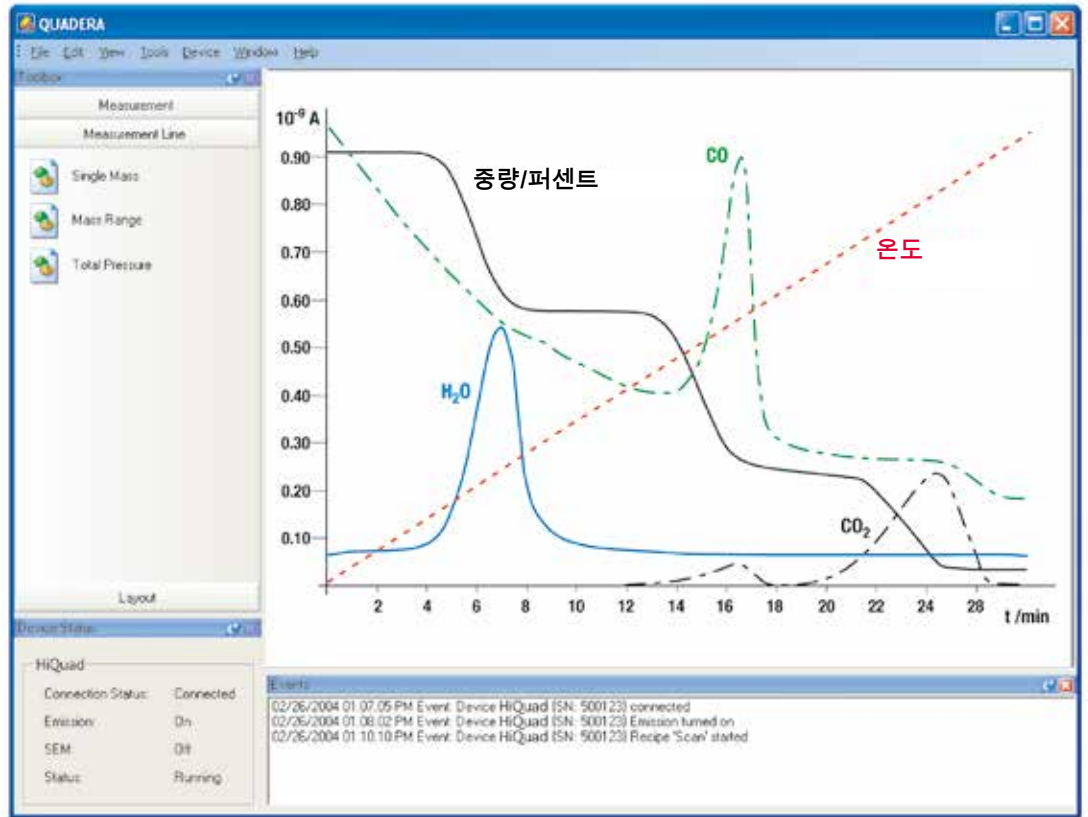 QUADERA
File Edit View Tools Device Window Help
Toolbox
Measurement
Measurement Line
Single Mass
Mass Range
Total Pressure
Layout
Device Status
HiQuad
Connection Status: Connected
Emission: On
SEM: Off
Status: Running
10⁻⁹ A
0.90
0.80
0.70
0.60
0.50
0.40
0.30
0.20
0.10
중량/퍼센트
CO
온도
H₂O
CO₂
2 4 6 8 10 12 14 16 18 20 22 24 28
t /min
Events
02/26/2004 01.07.05 PM Event: Device HiQuad (SN: 500123) connected
02/26/2004 01.08.02 PM Event: Device HiQuad (SN: 500123) Emission turned on
02/26/2004 01.10.10 PM Event: Device HiQuad (SN: 500123) Recipe 'Scan' started